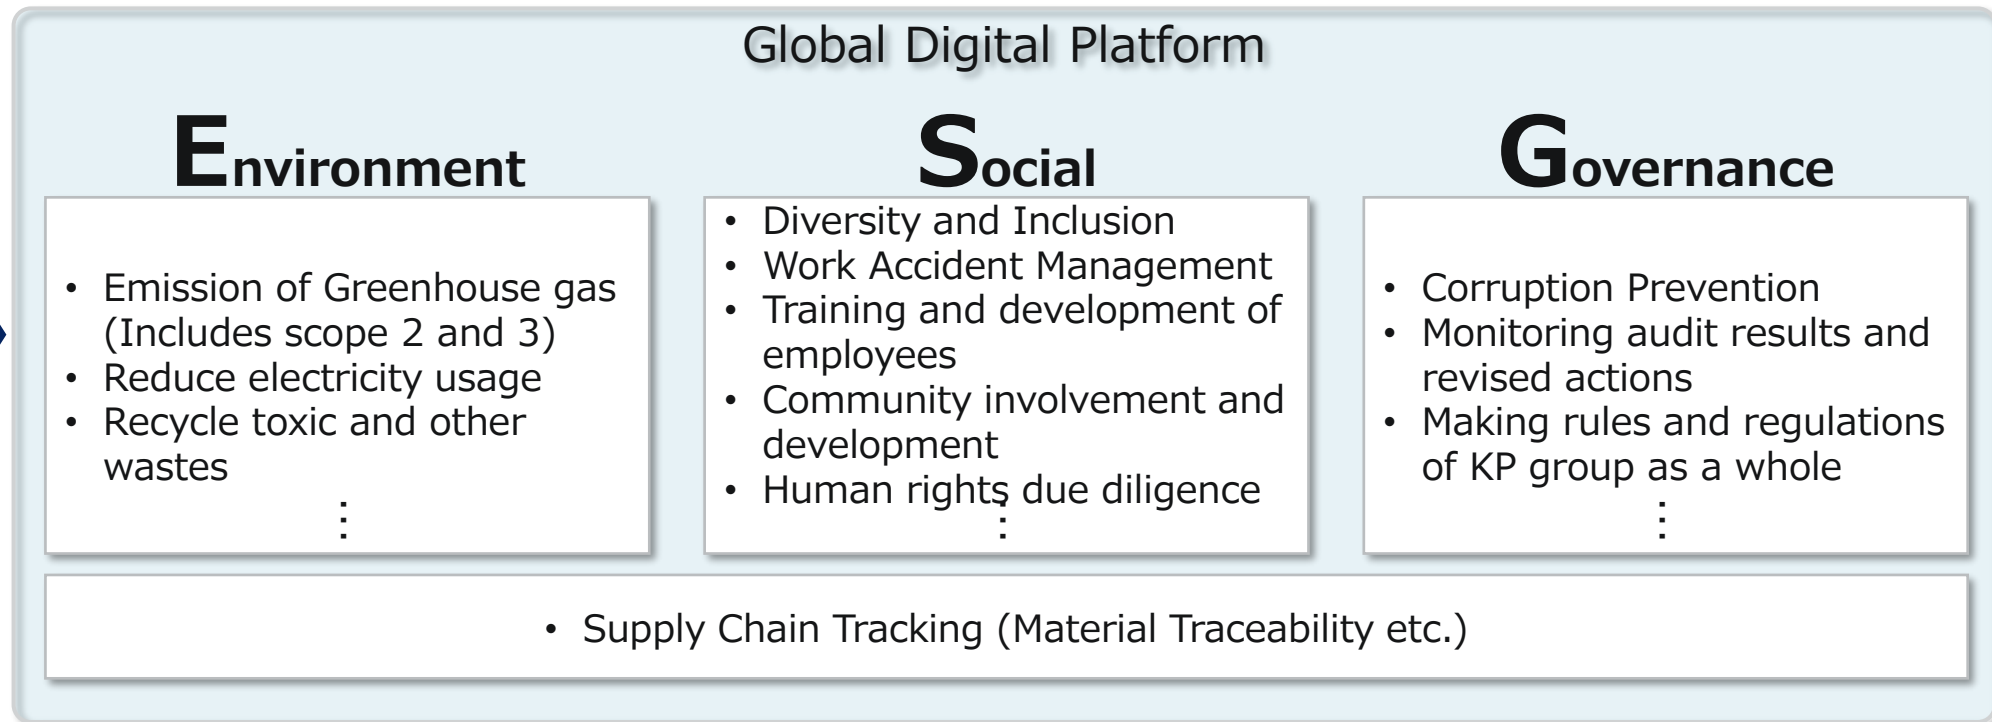 Global Digital Platform
Environment
• Emission of Greenhouse gas
(Includes scope 2 and 3)
• Reduce electricity usage
• Recycle toxic and other
wastes
⋮
Social
• Diversity and Inclusion
• Work Accident Management
• Training and development of
employees
• Community involvement and
development
• Human rights due diligence
⋮
Governance
• Corruption Prevention
• Monitoring audit results and
revised actions
• Making rules and regulations
of KP group as a whole
⋮
• Supply Chain Tracking (Material Traceability etc.)